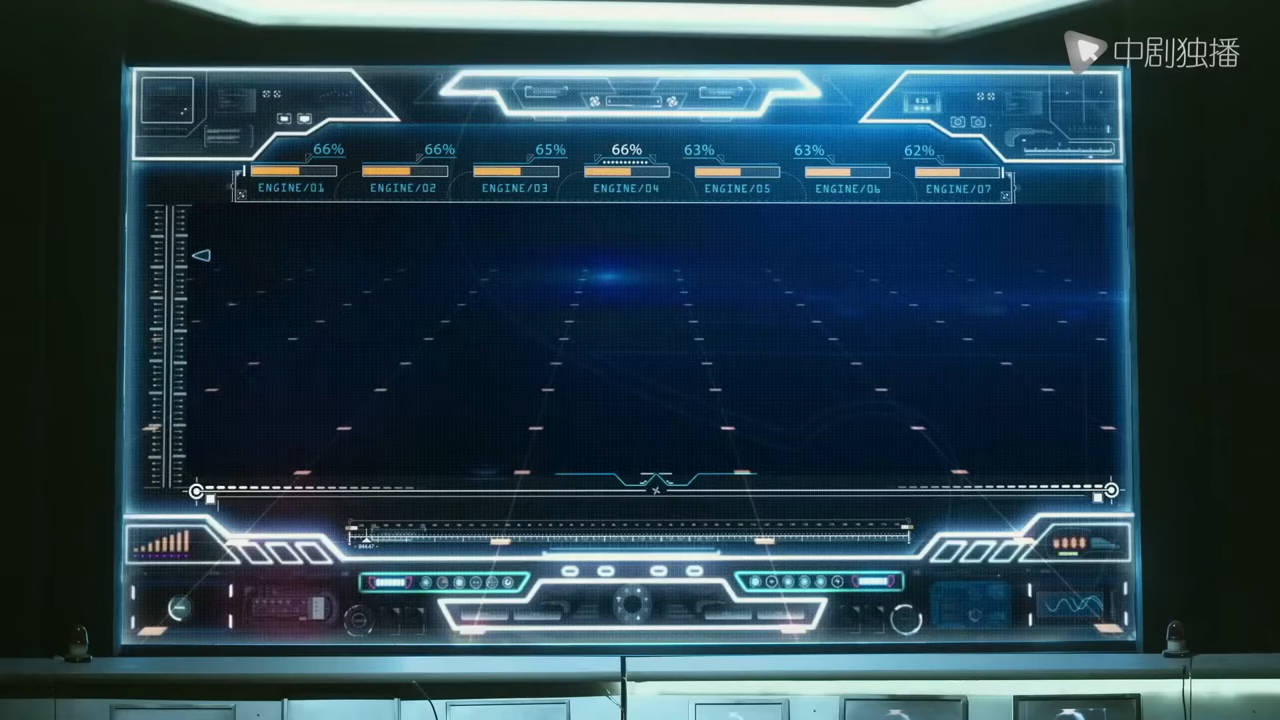 中剧独播
66% 66% 65% 66% 63% 63% 62%
ENGINE/01 ENGINE/02 ENGINE/03 ENGINE/04 ENGINE/05 ENGINE/06 ENGINE/07